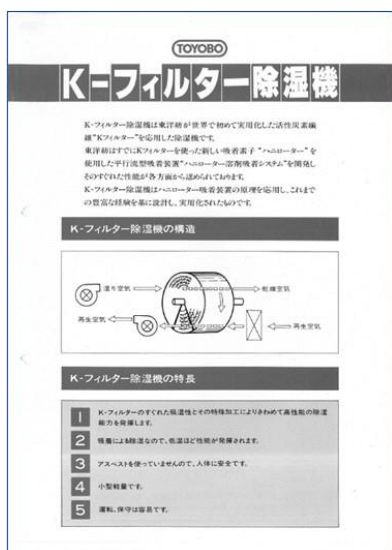 TOYOBO
K-フィルター除湿機
K-フィルター除湿機は東洋紡が世界で初めて実用化した活性炭素繊
維“Kフィルター”を応用した除湿機です。
東洋紡はすでにKフィルターを使った新しい吸着素子“ハニローター”を
使用した平行流型吸着装置“ハニローター溶剤吸着システム”を開発し
そのすぐれた性能が各方面から認められております。
K-フィルター除湿機はハニローター吸着装置の原理を応用し、これまで
の豊富な経験を基に設計し、実用化されたものです。
K-フィルター除湿機の構造
湿り空気
乾燥空気
再生空気
再生空気
K-フィルター除湿機の特長
1 K-フィルターのすぐれた吸湿性とその特殊加工によりきわめて高性能の除湿
能力を発揮します。
2 吸着による除湿なので、低温ほど性能が発揮されます。
3 アスベストを使っていませんので、人体に安全です。
4 小型軽量です。
5 運転、保守は容易です。